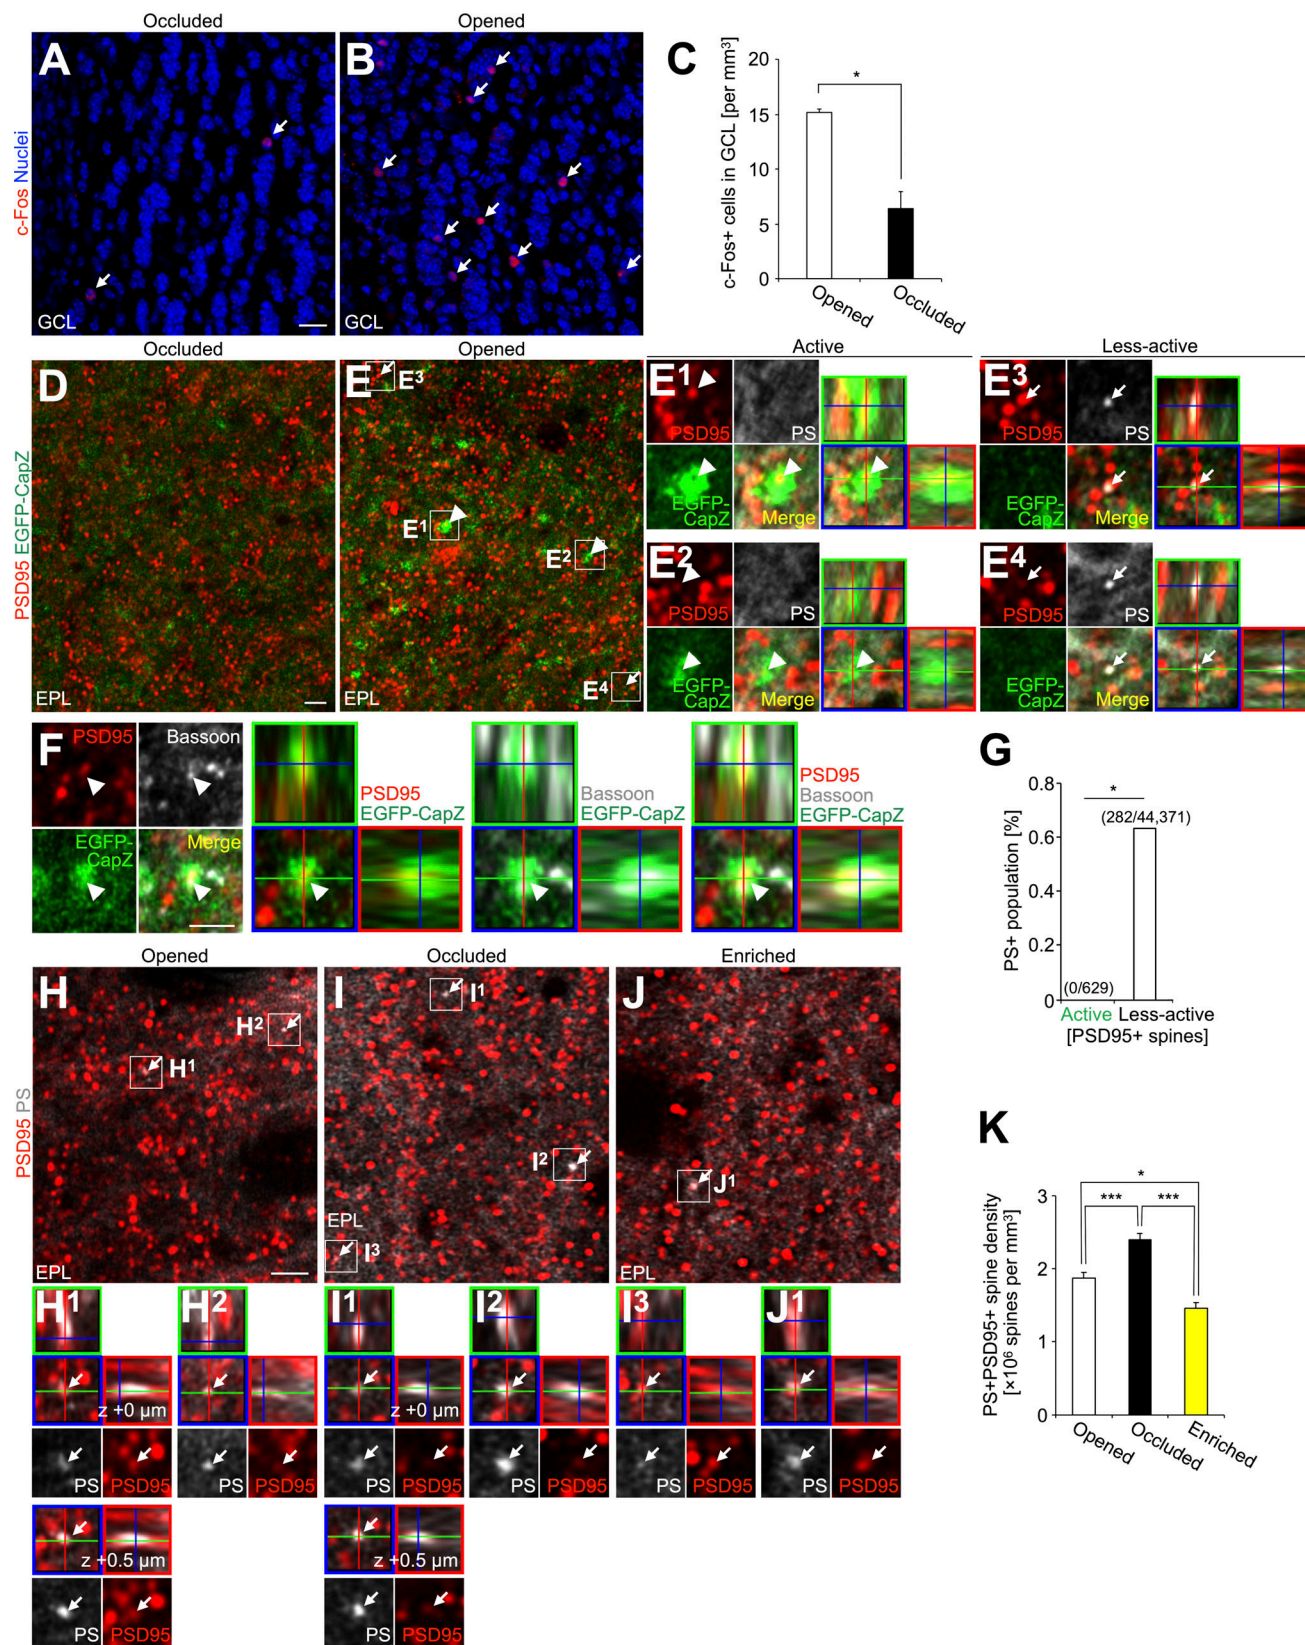 Occluded
Opened
A
B
C
c-Fos Nuclei
GCL
GCL
c-Fos+ cells in GCL [per mm³]
20
15
10
5
0
*
Opened
Occluded
Occluded
Opened
Active
Less-active
D
E
E³
E¹
E²
E⁴
PSD95 EGFP-CapZ
EPL
E¹
PSD95
PS
EGFP-
CapZ
Merge
E³
PSD95
PS
EGFP-
CapZ
Merge
E²
PSD95
PS
EGFP-
CapZ
Merge
E⁴
PSD95
PS
EGFP-
CapZ
Merge
F
PSD95
Bassoon
EGFP-
CapZ
Merge
PSD95
EGFP-CapZ
Bassoon
EGFP-CapZ
PSD95
Bassoon
EGFP-CapZ
G
PS+ population [%]
0.8
0.6
0.4
0.2
0
*
(282/44,371)
(0/629)
Active
Less-active
[PSD95+ spines]
Opened
Occluded
Enriched
H
I
J
H²
H¹
I¹
I²
I³
J¹
PSD95 PS
EPL
EPL
EPL
H¹
H²
I¹
I²
I³
J¹
z +0 µm
z +0 µm
PS
PSD95
PS
PSD95
PS
PSD95
PS
PSD95
PS
PSD95
PS
PSD95
z +0.5 µm
z +0.5 µm
PS
PSD95
PS
PSD95
K
PS+PSD95+ spine density
[×10⁶ spines per mm³]
3
2
1
0
*
***
***
Opened
Occluded
Enriched